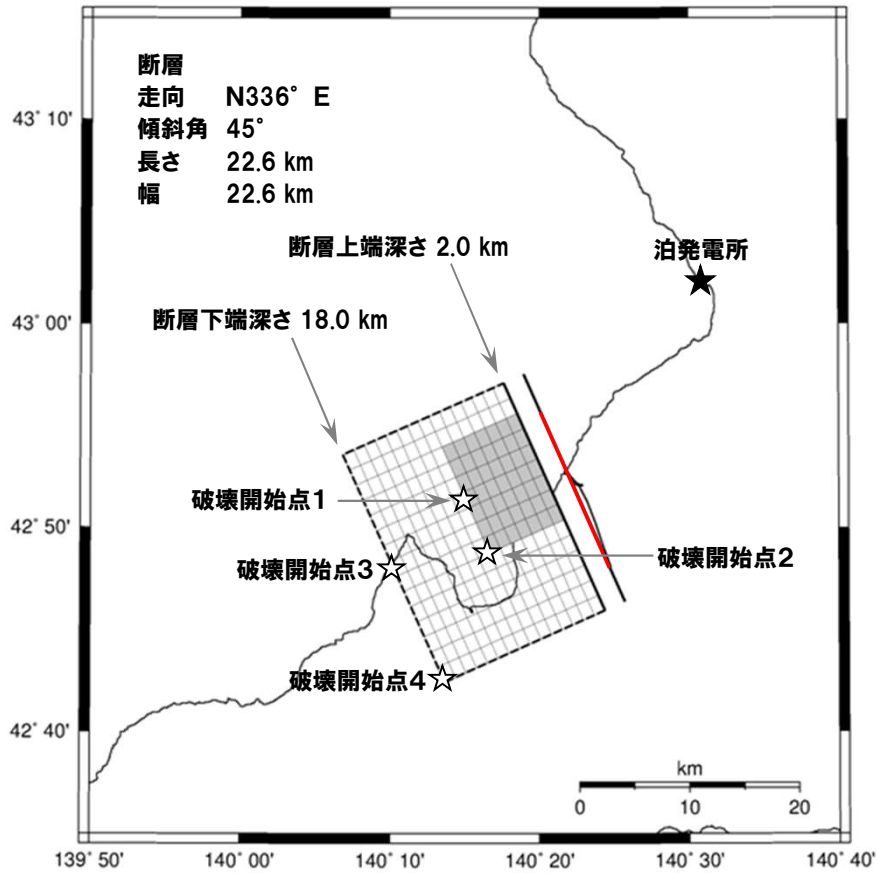 断層
走向 N336°E
傾斜角 45°
長さ 22.6 km
幅 22.6 km
43° 10'
断層上端深さ 2.0 km
泊発電所
断層下端深さ 18.0 km
43° 00'
破壊開始点1
42° 50'
破壊開始点2
破壊開始点3
破壊開始点4
42° 40'
km
0 10 20
139° 50' 140° 00' 140° 10' 140° 20' 140° 30' 140° 40'